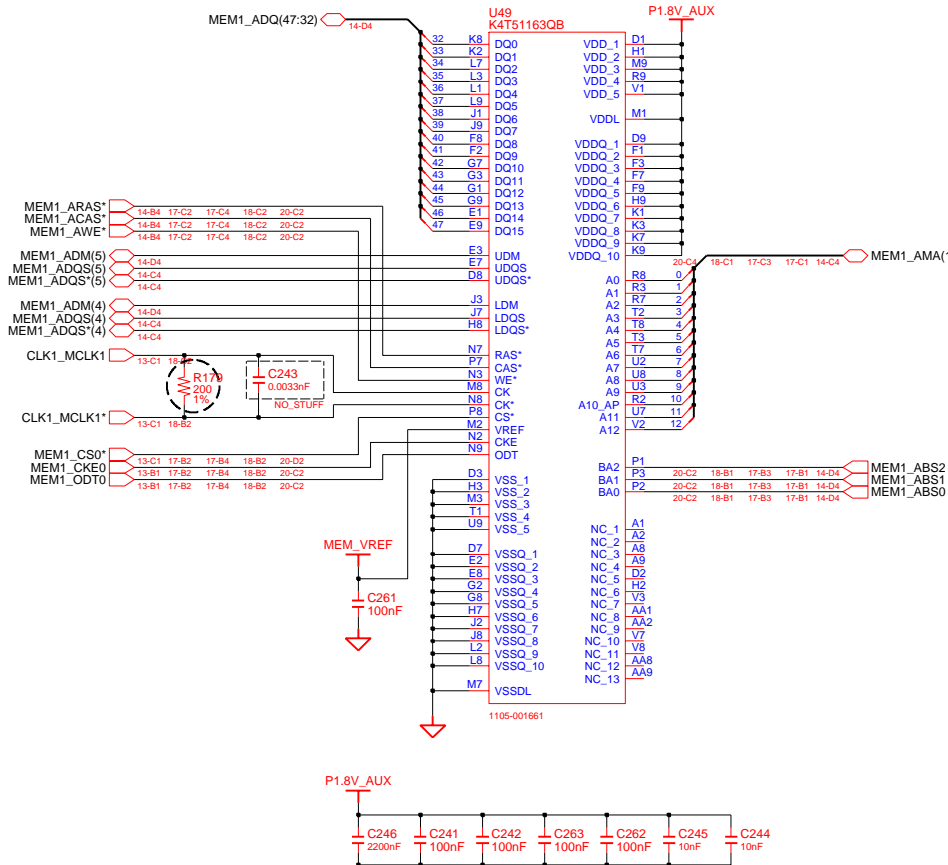 U49
K4T51163QB
P1.8V_AUX
MEM1_ADQ(47:32)
14-D4
32 K8 DQ0 VDD_1 D1
33 K2 DQ1 VDD_2 H1
34 L7 DQ2 VDD_3 M9
35 L3 DQ3 VDD_4 R9
36 L1 DQ4 VDD_5 V1
37 L9 DQ5
38 J1 DQ6 VDDL M1
39 J9 DQ7
40 F8 DQ8 VDDQ_1 D9
41 F2 DQ9 VDDQ_2 F1
42 G7 DQ10 VDDQ_3 F3
43 G3 DQ11 VDDQ_4 F7
44 G1 DQ12 VDDQ_5 F9
45 G9 DQ13 VDDQ_6 H9
46 E1 DQ14 VDDQ_7 K1
47 E9 DQ15 VDDQ_8 K3
VDDQ_9 K7
VDDQ_10 K9
MEM1_ARAS* 14-B4 17-C2 17-C4 18-C2 20-C2
MEM1_ACAS* 14-B4 17-C2 17-C4 18-C2 20-C2
MEM1_AWE* 14-B4 17-C2 17-C4 18-C2 20-C2
MEM1_ADM(5) 14-D4 E3 UDM
MEM1_ADQS(5) 14-C4 E7 UDQS
MEM1_ADQS*(5) 14-C4 D8 UDQS*
20-C4 18-C1 17-C3 17-C1 14-C4 MEM1_AMA(1
A0 R8 0
A1 R3 1
A2 R7 2
A3 T2 3
A4 T8 4
A5 T3 5
A6 T7 6
A7 U2 7
A8 U8 8
A9 U3 9
A10_AP R2 10
A11 U7 11
A12 V2 12
MEM1_ADM(4) 14-D4 J3 LDM
MEM1_ADQS(4) 14-C4 J7 LDQS
MEM1_ADQS*(4) 14-C4 H8 LDQS*
N7 RAS*
P7 CAS*
N3 WE*
M8 CK
N8 CK*
P8 CS*
M2 VREF
N2 CKE
N9 ODT
CLK1_MCLK1 13-C1 18-B2
R179
200
1%
C243
0.0033nF
NO_STUFF
CLK1_MCLK1* 13-C1 18-B2
MEM1_CS0* 13-C1 17-B2 17-B4 18-B2 20-D2
MEM1_CKE0 13-B1 17-B2 17-B4 18-B2 20-C2
MEM1_ODT0 13-B1 17-B2 17-B4 18-B2 20-C2
BA2 P1 20-C2 18-B1 17-B3 17-B1 14-D4 MEM1_ABS2
BA1 P3 20-C2 18-B1 17-B3 17-B1 14-D4 MEM1_ABS1
BA0 P2 20-C2 18-B1 17-B3 17-B1 14-D4 MEM1_ABS0
D3 VSS_1
H3 VSS_2
M3 VSS_3
T1 VSS_4
U9 VSS_5
D7 VSSQ_1
E2 VSSQ_2
E8 VSSQ_3
G2 VSSQ_4
G8 VSSQ_5
H7 VSSQ_6
J2 VSSQ_7
J8 VSSQ_8
L2 VSSQ_9
L8 VSSQ_10
M7 VSSDL
NC_1 A1
NC_2 A2
NC_3 A8
NC_4 A9
NC_5 D2
NC_6 H2
NC_7 V3
NC_8 AA1
NC_9 AA2
NC_10 V7
NC_11 V8
NC_12 AA8
NC_13 AA9
MEM_VREF
C261
100nF
1105-001661
P1.8V_AUX
C246 C241 C242 C263 C262 C245 C244
2200nF 100nF 100nF 100nF 100nF 10nF 10nF